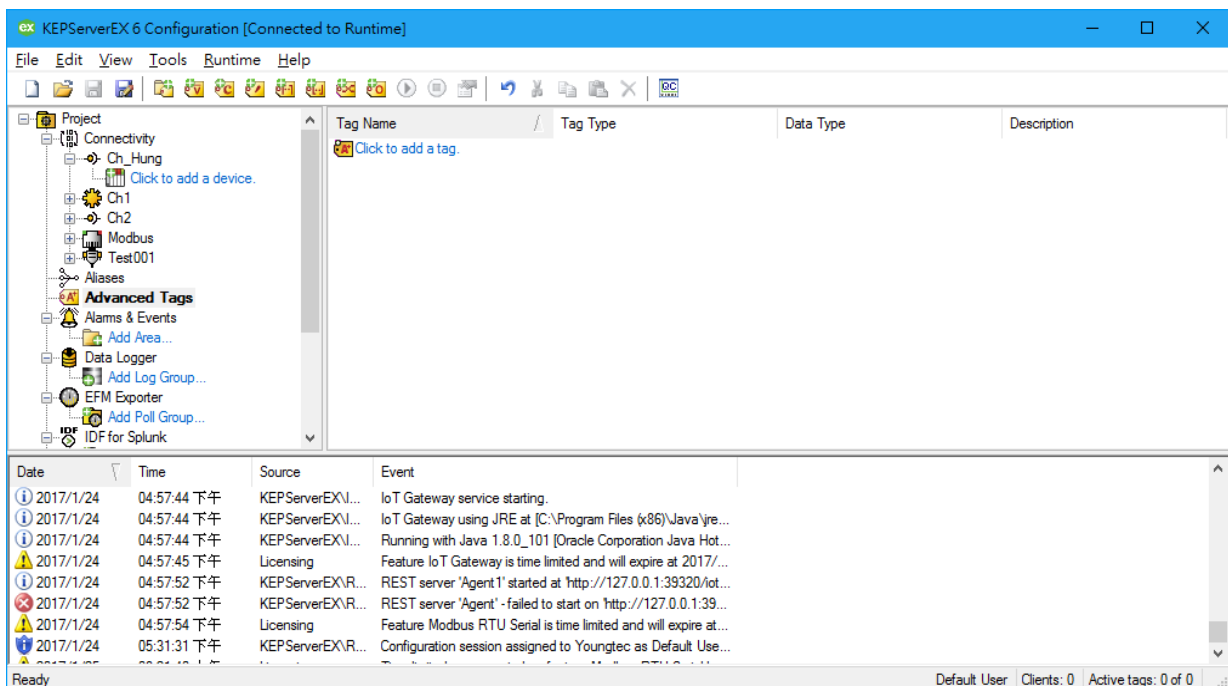 KEPServerEX 6 Configuration [Connected to Runtime]
File Edit View Tools Runtime Help
Project
Connectivity
Ch_Hung
Click to add a device.
Ch1
Ch2
Modbus
Test001
Aliases
Advanced Tags
Alarms & Events
Add Area...
Data Logger
Add Log Group...
EFM Exporter
Add Poll Group...
IDF for Splunk
Tag Name Tag Type Data Type Description
Click to add a tag.
Date Time Source Event
2017/1/24 04:57:44 下午 KEPServerEX\I... IoT Gateway service starting.
2017/1/24 04:57:44 下午 KEPServerEX\I... IoT Gateway using JRE at [C:\Program Files (x86)\Java\jre...
2017/1/24 04:57:44 下午 KEPServerEX\I... Running with Java 1.8.0_101 [Oracle Corporation Java Hot...
2017/1/24 04:57:45 下午 Licensing Feature IoT Gateway is time limited and will expire at 2017/...
2017/1/24 04:57:52 下午 KEPServerEX\R... REST server 'Agent1' started at 'http://127.0.0.1:39320/iot...
2017/1/24 04:57:52 下午 KEPServerEX\R... REST server 'Agent' - failed to start on 'http://127.0.0.1:39...
2017/1/24 04:57:54 下午 Licensing Feature Modbus RTU Serial is time limited and will expire at...
2017/1/24 05:31:31 下午 KEPServerEX\R... Configuration session assigned to Youngtec as Default Use...
Ready Default User Clients: 0 Active tags: 0 of 0